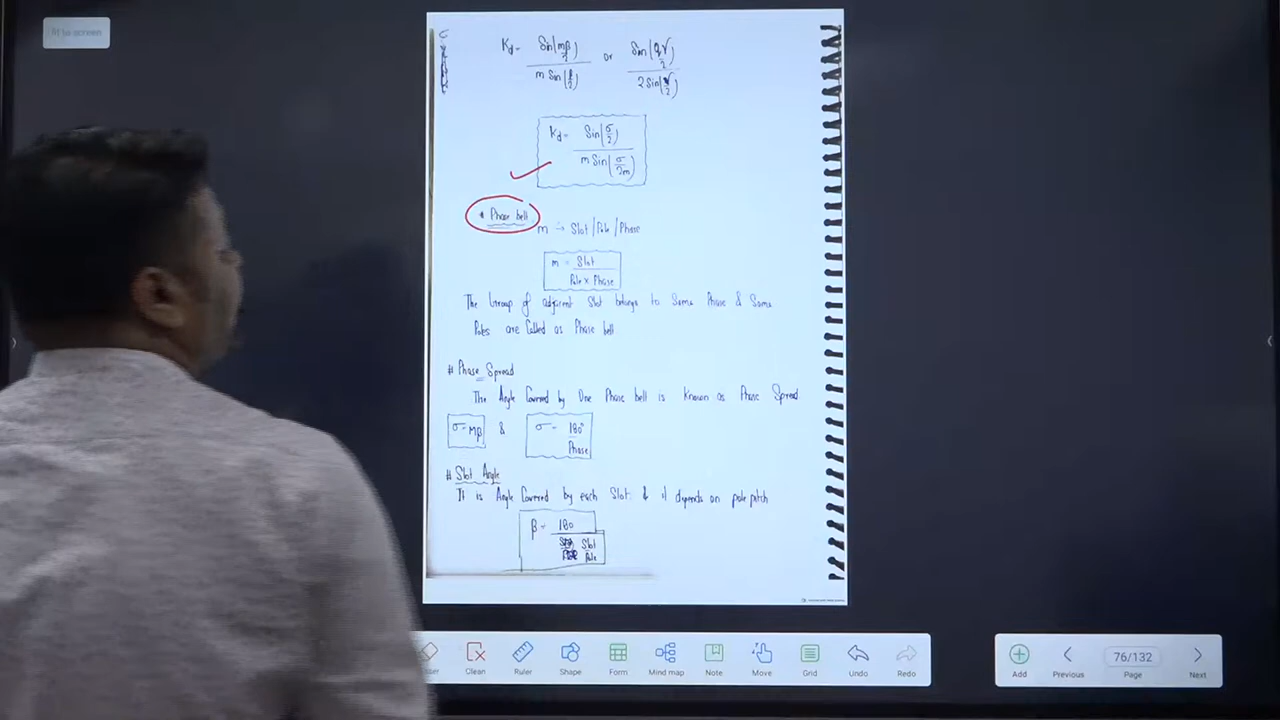 Fit to screen
Kd = Sin(mβ/2) / m Sin(β/2) or Sin(qγ/2) / 2 Sin(γ/2)
Kd = Sin(σ/2) / m Sin(σ/2m)
* Phase belt
m → Slot/Pole/Phase
m = Slot / Pole × Phase
The Group of adjacent Slot belongs to Same Phase & Same
Poles are Called as Phase belt
# Phase Spread
The Angle Covered by One Phase belt is Known as Phase Spread
σ = mβ & σ = 180° / Phase
# Slot Angle
It is Angle Covered by each Slot & it depends on pole pitch
β = 180 / Slot / Pole
Clean Ruler Shape Form Mind map Note Move Grid Undo Redo
Add Previous 76/132 Page Next